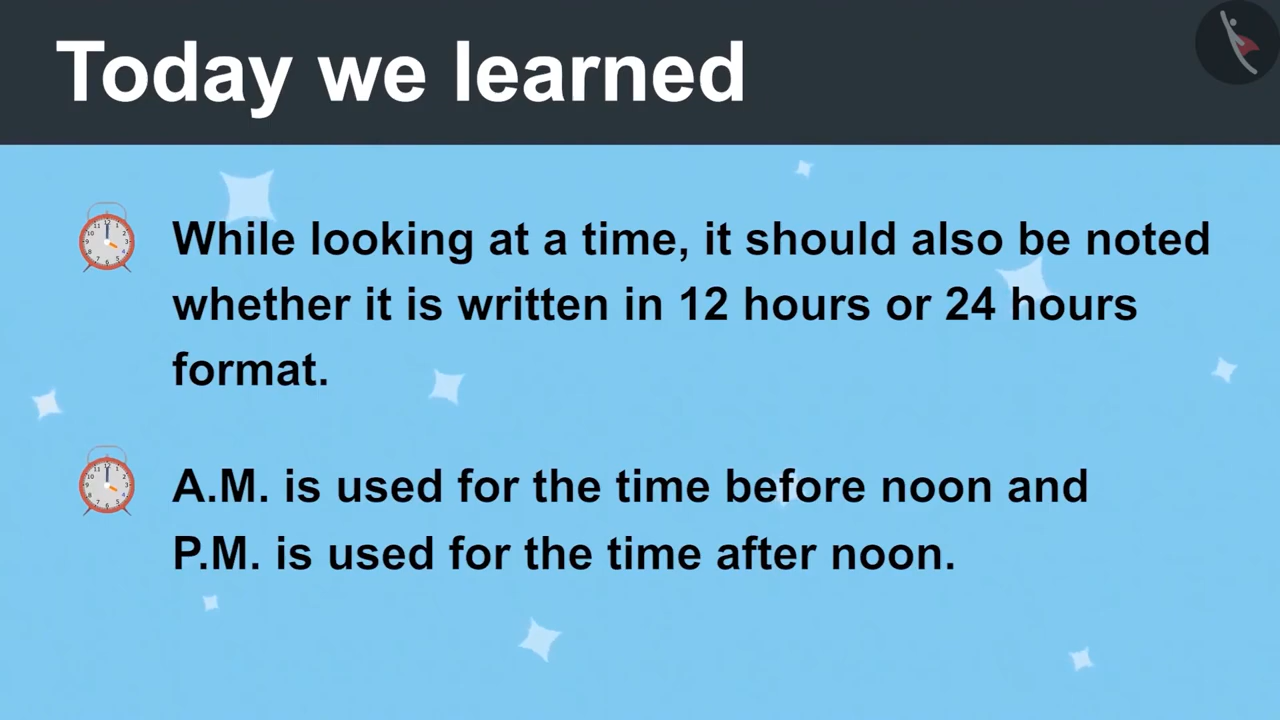 Today we learned
While looking at a time, it should also be noted
whether it is written in 12 hours or 24 hours
format.
A.M. is used for the time before noon and
P.M. is used for the time after noon.